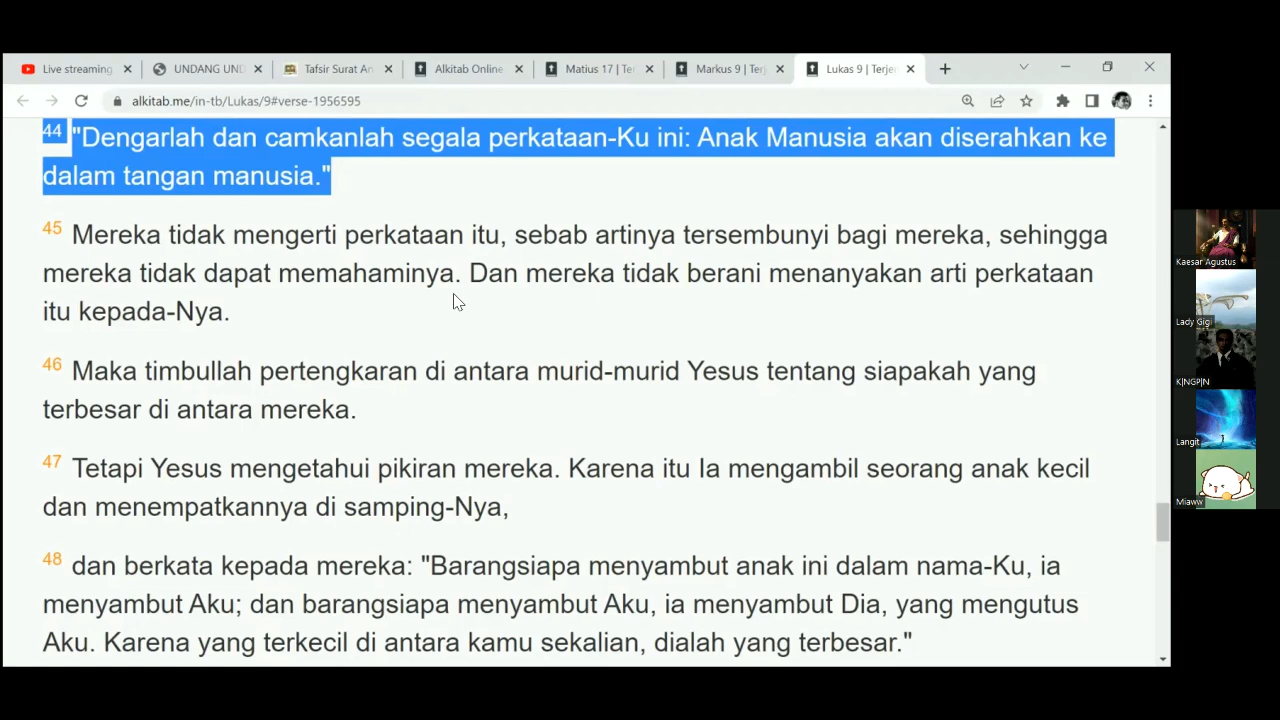 Live streaming
UNDANG UND
Tafsir Surat An
Alkitab Online
Matius 17 | Te
Markus 9 | Terj
Lukas 9 | Terje
alkitab.me/in-tb/Lukas/9#verse-1956595
44 "Dengarlah dan camkanlah segala perkataan-Ku ini: Anak Manusia akan diserahkan ke
dalam tangan manusia."
45 Mereka tidak mengerti perkataan itu, sebab artinya tersembunyi bagi mereka, sehingga
mereka tidak dapat memahaminya. Dan mereka tidak berani menanyakan arti perkataan
itu kepada-Nya.
46 Maka timbullah pertengkaran di antara murid-murid Yesus tentang siapakah yang
terbesar di antara mereka.
47 Tetapi Yesus mengetahui pikiran mereka. Karena itu Ia mengambil seorang anak kecil
dan menempatkannya di samping-Nya,
48 dan berkata kepada mereka: "Barangsiapa menyambut anak ini dalam nama-Ku, ia
menyambut Aku; dan barangsiapa menyambut Aku, ia menyambut Dia, yang mengutus
Aku. Karena yang terkecil di antara kamu sekalian, dialah yang terbesar."
Kaesar Agustus
Lady Gigi
K|NGP|N
Langit
Miaww